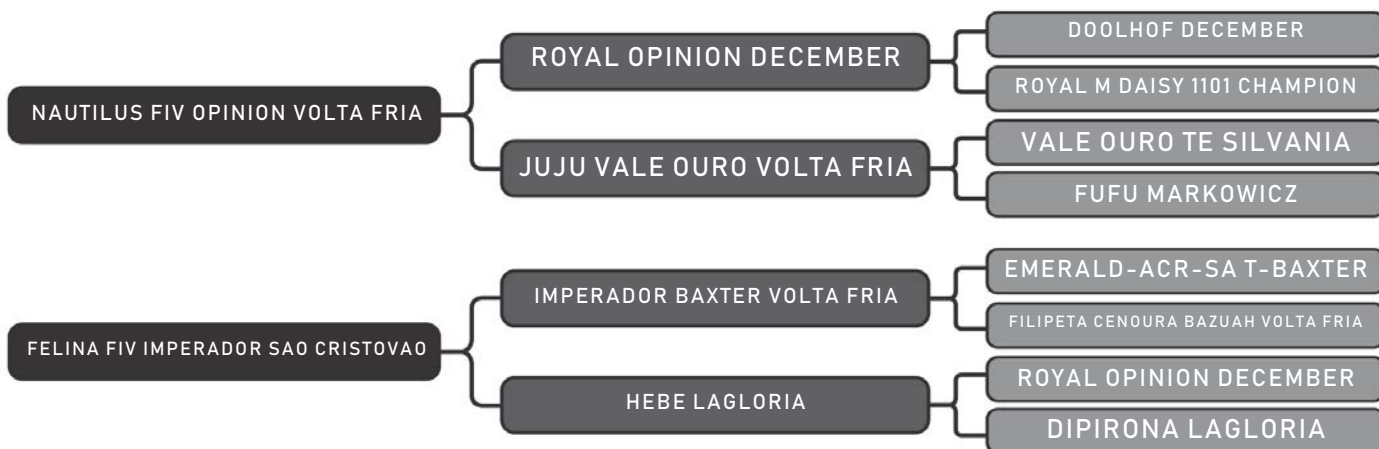 NAUTILUS FIV OPINION VOLTA FRIA
ROYAL OPINION DECEMBER
DOOLHOF DECEMBER
ROYAL M DAISY 1101 CHAMPION
JUJU VALE OURO VOLTA FRIA
VALE OURO TE SILVANIA
FUFU MARKOWICZ
FELINA FIV IMPERADOR SAO CRISTOVAO
IMPERADOR BAXTER VOLTA FRIA
EMERALD-ACR-SA T-BAXTER
FILIPETA CENOURA BAZUAH VOLTA FRIA
HEBE LAGLORIA
ROYAL OPINION DECEMBER
DIPIRONA LAGLORIA